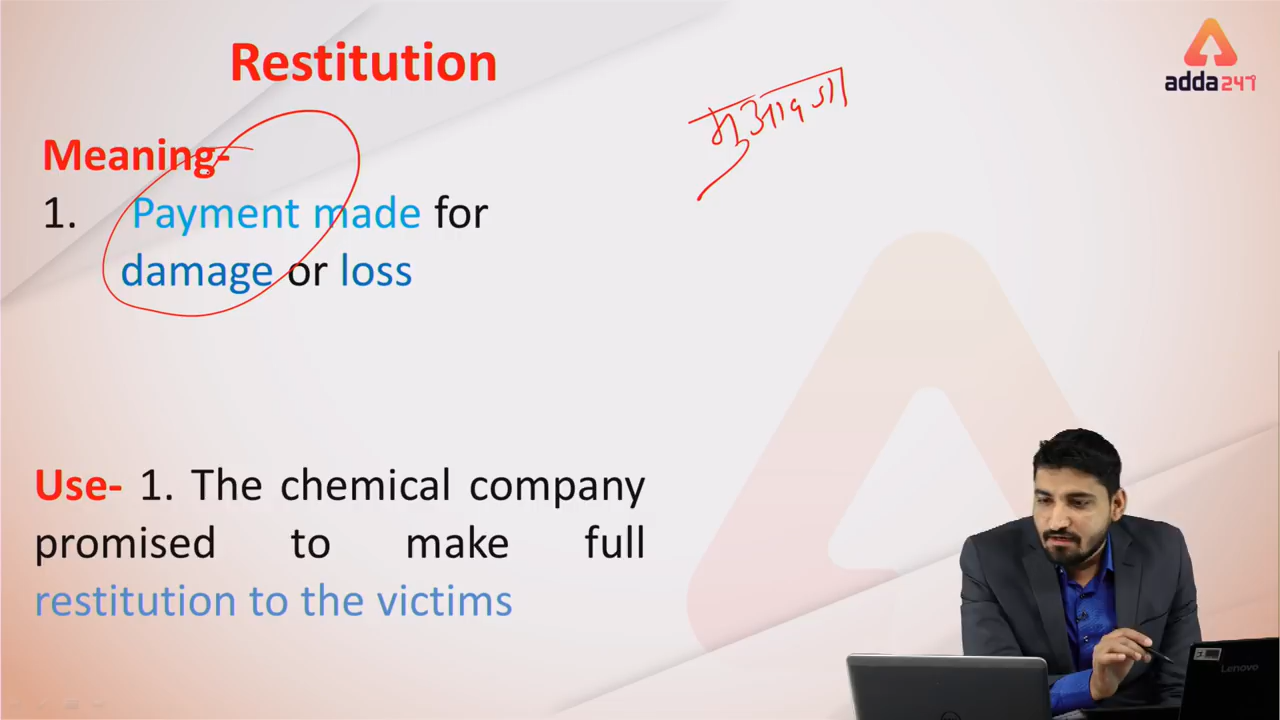 Restitution
adda247
मुआवजा
Meaning-
1. Payment made for
damage or loss
Use- 1. The chemical company
promised to make full
restitution to the victims
Lenovo